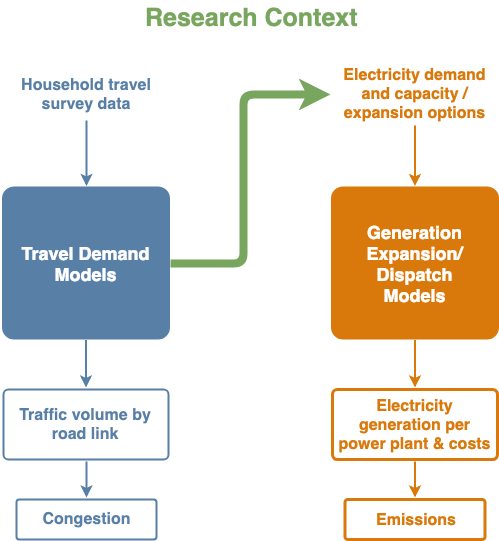 Research Context
Household travel
survey data
Travel Demand
Models
Traffic volume by
road link
Congestion
Electricity demand
and capacity /
expansion options
Generation
Expansion/
Dispatch
Models
Electricity
generation per
power plant & costs
Emissions